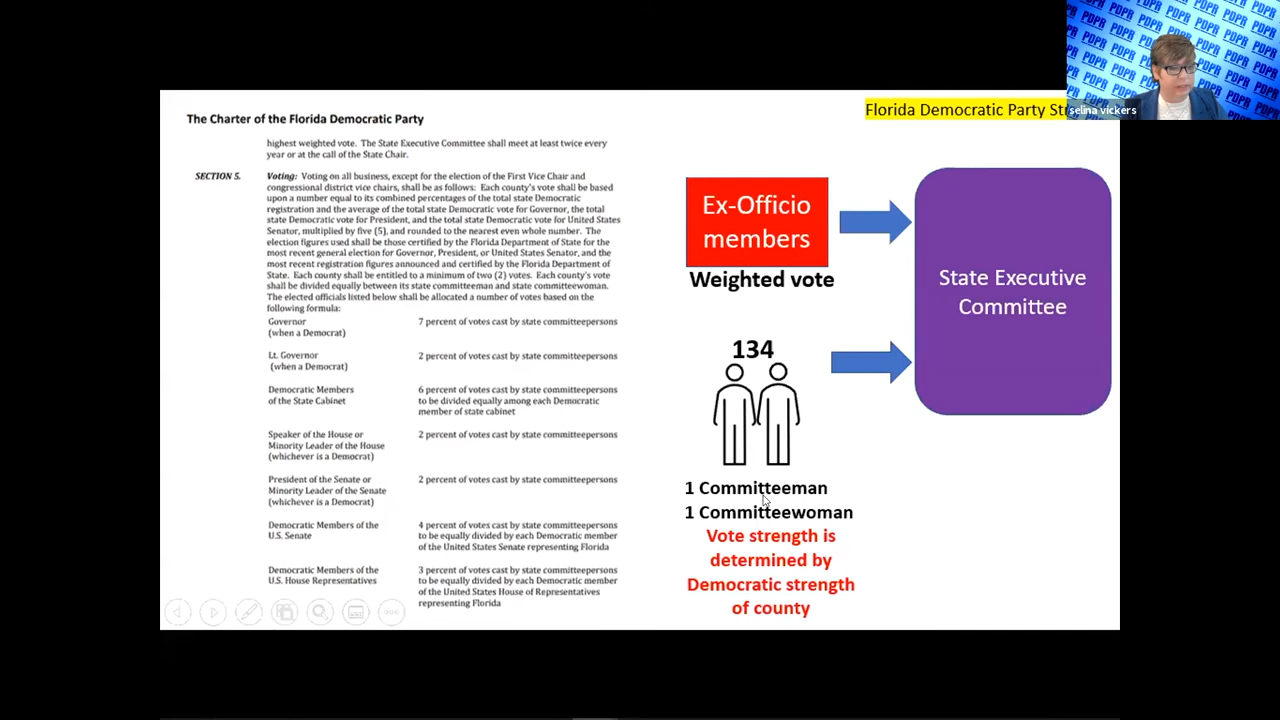 The Charter of the Florida Democratic Party
highest weighted vote. The State Executive Committee shall meet at least twice every
year or at the call of the State Chair.
SECTION 5.
Voting: Voting on all business, except for the election of the First Vice Chair and
congressional district vice chairs, shall be as follows: Each county's vote shall be based
upon a number equal to its combined percentages of the total state Democratic
registration and the average of the total state Democratic vote for Governor, the total
state Democratic vote for President, and the total state Democratic vote for United States
Senator, multiplied by five (5), and rounded to the nearest even whole number. The
election figures used shall be those certified by the Florida Department of State for the
most recent general election for Governor, President, or United States Senator, and the
most recent registration figures announced and certified by the Florida Department of
State. Each county shall be entitled to a minimum of two (2) votes. Each county's vote
shall be divided equally between its state committeeman and state committeewoman.
The elected officials listed below shall be allocated a number of votes based on the
following formula:
Governor
(when a Democrat)
7 percent of votes cast by state committeepersons
Lt. Governor
(when a Democrat)
2 percent of votes cast by state committeepersons
Democratic Members
of the State Cabinet
6 percent of votes cast by state committeepersons
to be divided equally among each Democratic
member of state cabinet
Speaker of the House or
Minority Leader of the House
(whichever is a Democrat)
2 percent of votes cast by state committeepersons
President of the Senate or
Minority Leader of the Senate
(whichever is a Democrat)
2 percent of votes cast by state committeepersons
Democratic Members of the
U.S. Senate
4 percent of votes cast by state committeepersons
to be equally divided by each Democratic member
of the United States Senate representing Florida
Democratic Members of the
U.S. House Representatives
3 percent of votes cast by state committeepersons
to be equally divided by each Democratic member
of the United States House of Representatives
representing Florida
Florida Democratic Party
selina vickers
PDPR
Ex-Officio
members
Weighted vote
134
1 Committeeman
1 Committeewoman
Vote strength is
determined by
Democratic strength
of county
State Executive
Committee